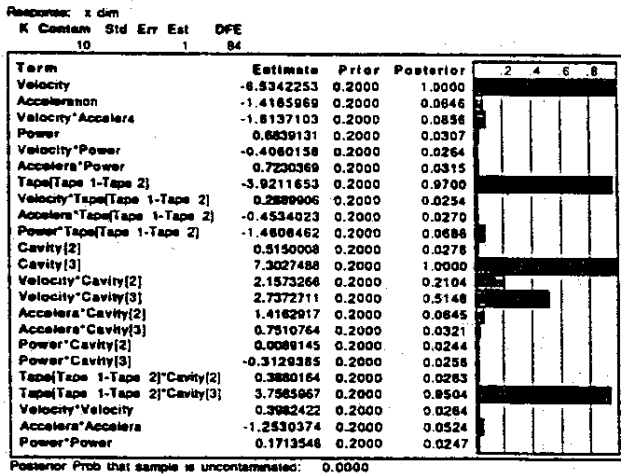 Response: x dim
K Contam Std Err Est DFE
10 1 84
Term Estimate Prior Posterior .2 .4 .6 .8
Velocity -8.5342253 0.2000 1.0000
Acceleranon -1.4165969 0.2000 0.0646
Velocity*Accelera -1.8137103 0.2000 0.0856
Power 0.6839131 0.2000 0.0307
Velocity*Power -0.4060158 0.2000 0.0264
Accelera*Power 0.7230369 0.2000 0.0315
Tape[Tape 1-Tape 2] -3.9211653 0.2000 0.9700
Velocity*Tape[Tape 1-Tape 2] 0.2889906 0.2000 0.0254
Accelera*Tape[Tape 1-Tape 2] -0.4534023 0.2000 0.0270
Power*Tape[Tape 1-Tape 2] -1.4608462 0.2000 0.0686
Cavity[2] 0.5150008 0.2000 0.0276
Cavity[3] 7.3027488 0.2000 1.0000
Velocity*Cavity[2] 2.1573266 0.2000 0.2104
Velocity*Cavity[3] 2.7372711 0.2000 0.5148
Accelera*Cavity[2] 1.4162917 0.2000 0.0645
Accelera*Cavity[3] 0.7510764 0.2000 0.0321
Power*Cavity[2] 0.0089145 0.2000 0.0244
Power*Cavity[3] -0.3129385 0.2000 0.0256
Tape[Tape 1-Tape 2]*Cavity[2] 0.3880164 0.2000 0.0263
Tape[Tape 1-Tape 2]*Cavity[3] 3.7585967 0.2000 0.9504
Velocity*Velocity 0.3982422 0.2000 0.0264
Accelera*Accelera -1.2530374 0.2000 0.0524
Power*Power 0.1713546 0.2000 0.0247
Posterior Prob that sample is uncontaminated: 0.0000